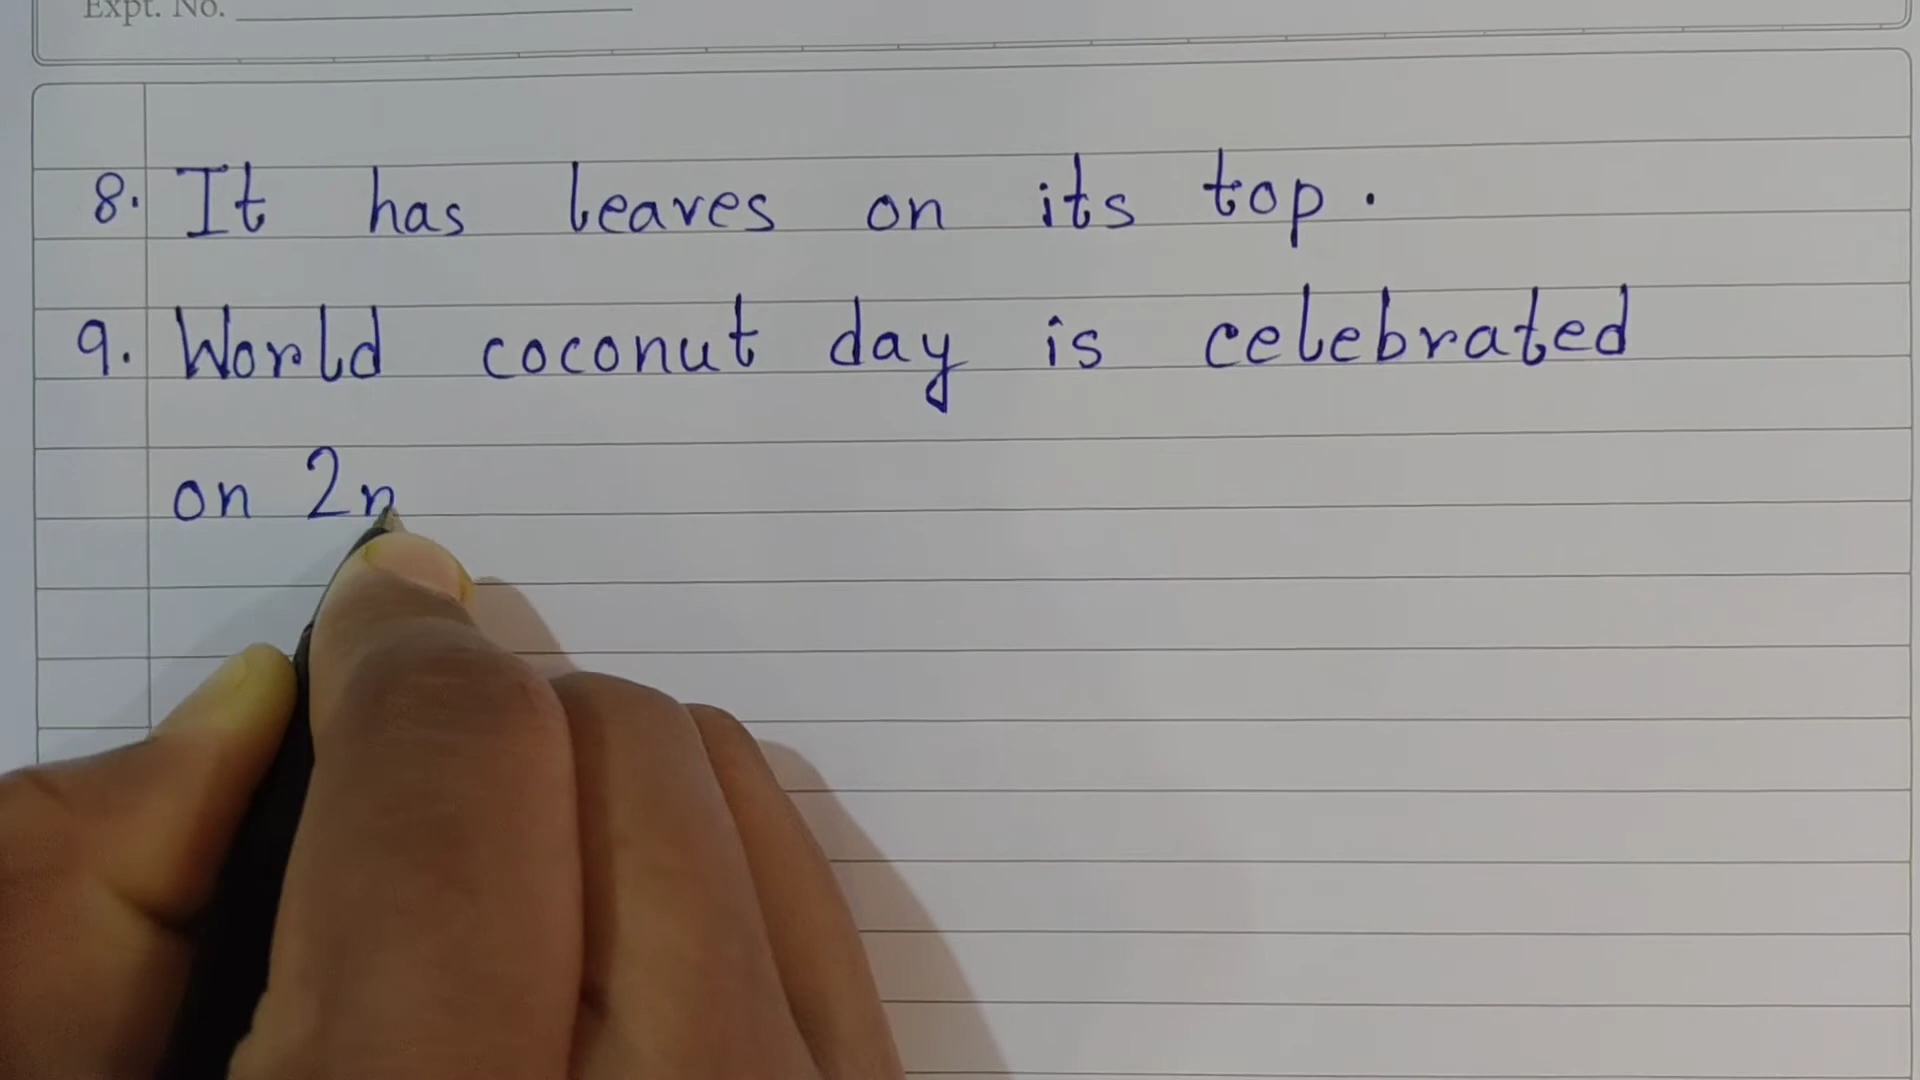 Expt. No.
8. It has leaves on its top.
9. World coconut day is celebrated
on 2n